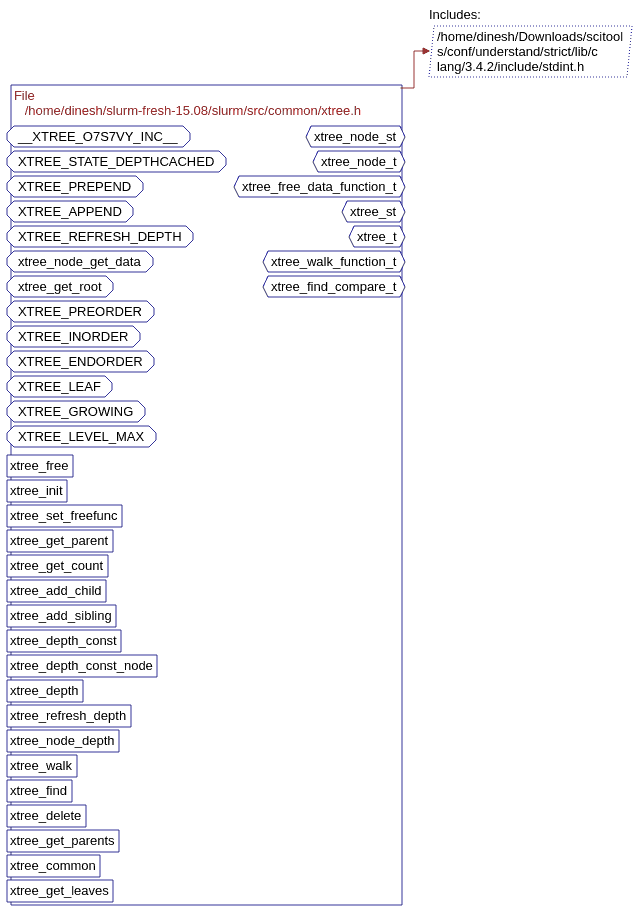 Includes:
/home/dinesh/Downloads/scitool
s/conf/understand/strict/lib/c
lang/3.4.2/include/stdint.h
File
/home/dinesh/slurm-fresh-15.08/slurm/src/common/xtree.h
__XTREE_O7S7VY_INC__ xtree_node_st
XTREE_STATE_DEPTHCACHED xtree_node_t
XTREE_PREPEND xtree_free_data_function_t
XTREE_APPEND xtree_st
XTREE_REFRESH_DEPTH xtree_t
xtree_node_get_data xtree_walk_function_t
xtree_get_root xtree_find_compare_t
XTREE_PREORDER
XTREE_INORDER
XTREE_ENDORDER
XTREE_LEAF
XTREE_GROWING
XTREE_LEVEL_MAX
xtree_free
xtree_init
xtree_set_freefunc
xtree_get_parent
xtree_get_count
xtree_add_child
xtree_add_sibling
xtree_depth_const
xtree_depth_const_node
xtree_depth
xtree_refresh_depth
xtree_node_depth
xtree_walk
xtree_find
xtree_delete
xtree_get_parents
xtree_common
xtree_get_leaves